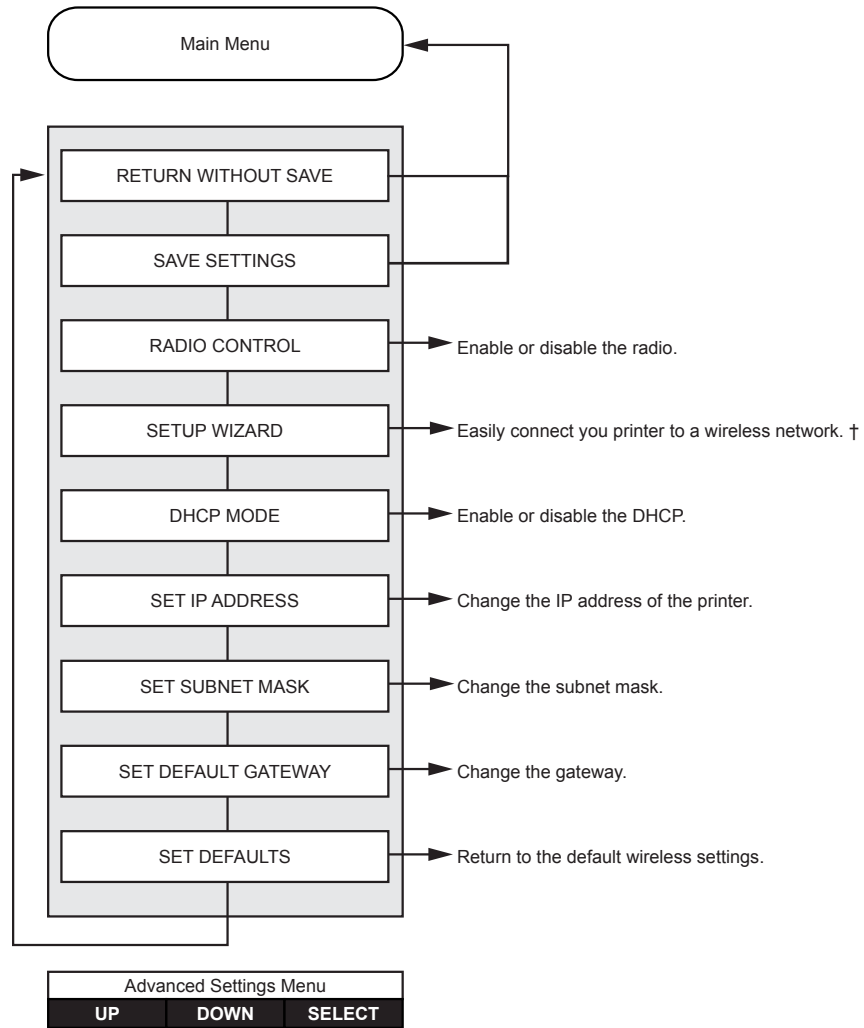 Main Menu
RETURN WITHOUT SAVE
SAVE SETTINGS
RADIO CONTROL
Enable or disable the radio.
SETUP WIZARD
Easily connect you printer to a wireless network. †
DHCP MODE
Enable or disable the DHCP.
SET IP ADDRESS
Change the IP address of the printer.
SET SUBNET MASK
Change the subnet mask.
SET DEFAULT GATEWAY
Change the gateway.
SET DEFAULTS
Return to the default wireless settings.
Advanced Settings Menu
UP DOWN SELECT